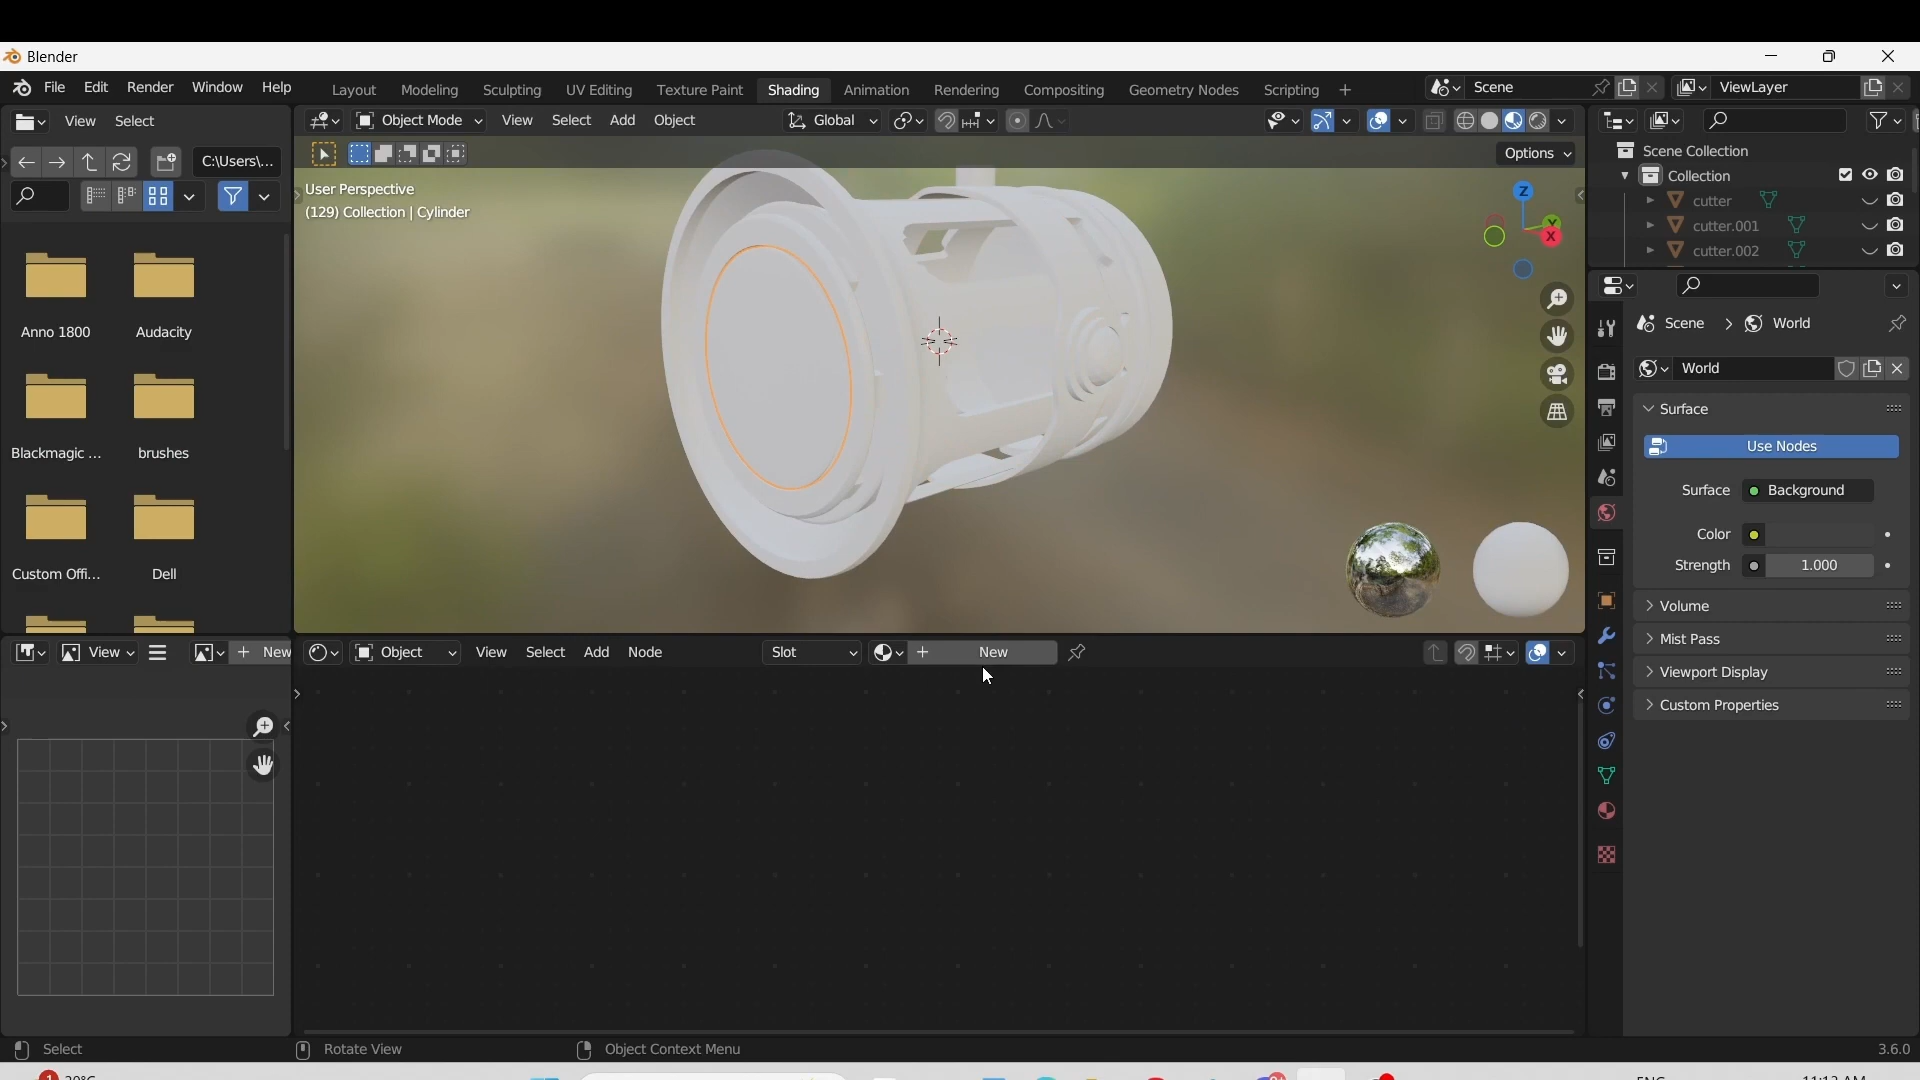 Blender
File Edit Render Window Help
Layout Modeling Sculpting UV Editing Texture Paint Shading Animation Rendering Compositing Geometry Nodes Scripting
Scene
ViewLayer
View Select
Object Mode View Select Add Object
Global
C:\Users\...
Options
User Perspective
(129) Collection | Cylinder
Z
Y
X
Anno 1800
Audacity
Blackmagic ...
brushes
Custom Offi...
Dell
Scene Collection
Collection
cutter
cutter.001
cutter.002
Scene
World
World
Surface
Use Nodes
Surface
Background
Color
Strength
1.000
Volume
Mist Pass
Viewport Display
Custom Properties
View
New
Object View Select Add Node
Slot
New
Select
Rotate View
Object Context Menu
3.6.0